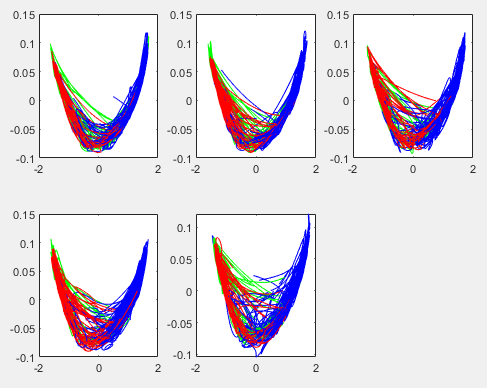 0.15 0.15 0.15
0.1 0.1 0.1
0.05 0.05 0.05
0 0 0
-0.05 -0.05 -0.05
-0.1 -0.1 -0.1
-2 0 2 -2 0 2 -2 0 2
0.15
0.1 0.1
0.05 0.05
0 0
-0.05 -0.05
-0.1 -0.1
-2 0 2 -2 0 2